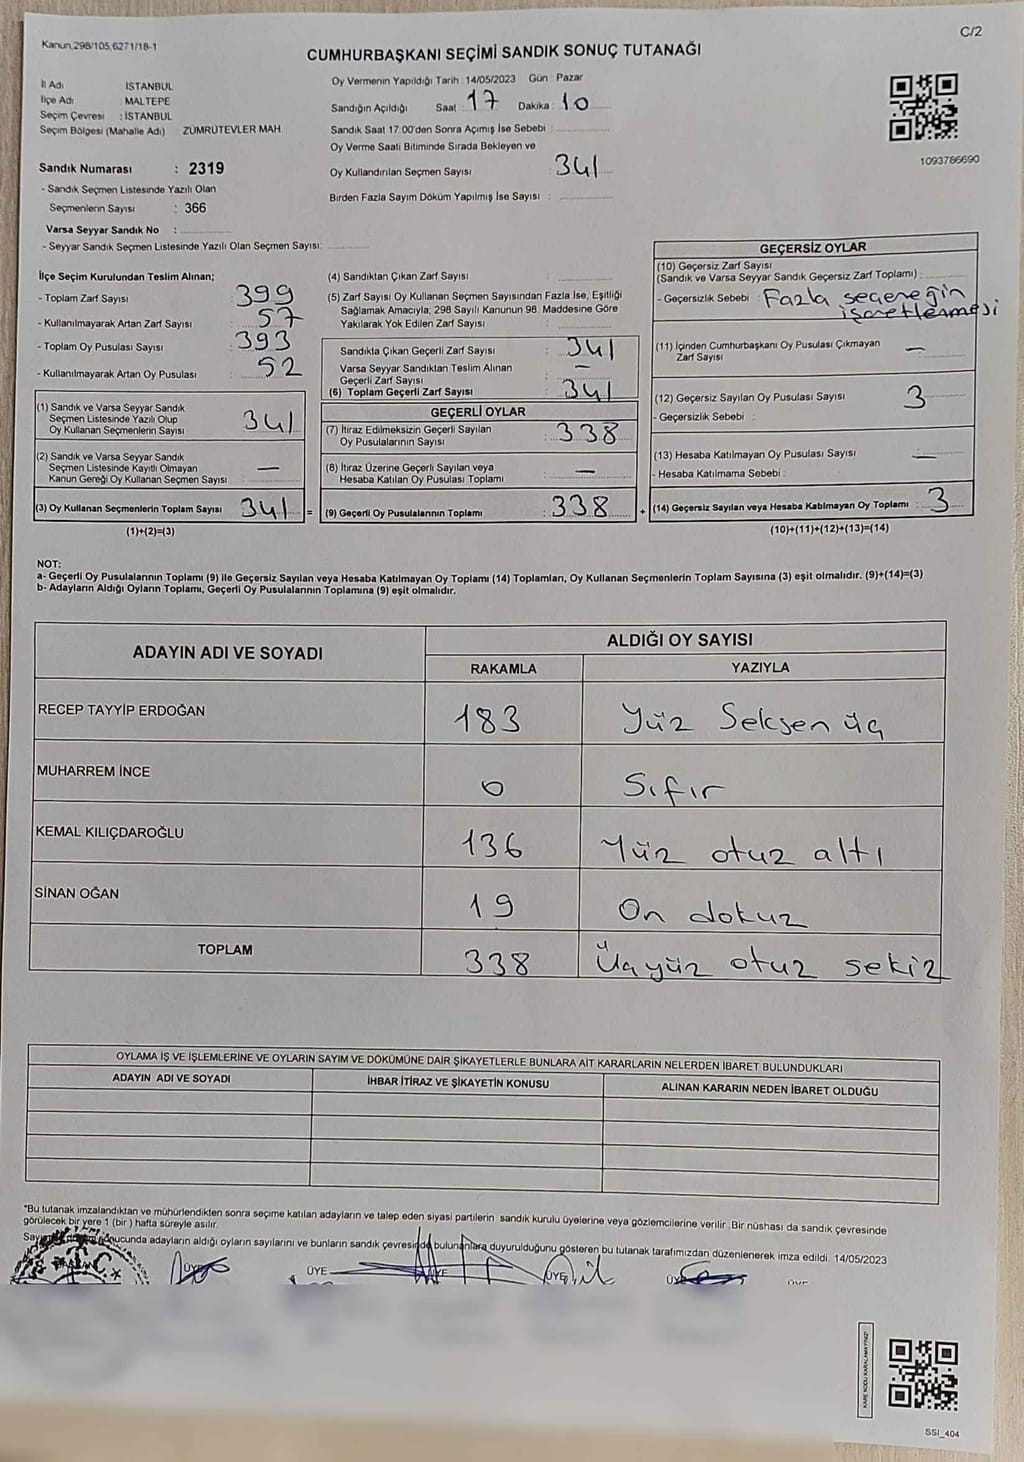 Kanun,298/105,6271/18-1
C/2
CUMHURBAŞKANI SEÇİMİ SANDIK SONUÇ TUTANAĞI
İl Adı İSTANBUL
İlçe Adı MALTEPE
Seçim Çevresi : İSTANBUL
Seçim Bölgesi (Mahalle Adı) ZÜMRÜTEVLER MAH.
Sandık Numarası : 2319
- Sandık Seçmen Listesinde Yazılı Olan
Seçmenlerin Sayısı : 366
Varsa Seyyar Sandık No :
- Seyyar Sandık Seçmen Listesinde Yazılı Olan Seçmen Sayısı:
Oy Vermenin Yapıldığı Tarih : 14/05/2023 Gün : Pazar
Sandığın Açıldığı Saat : 17 Dakika : 10
Sandık Saat 17.00'den Sonra Açımış İse Sebebi :
Oy Verme Saati Bitiminde Sırada Bekleyen ve
Oy Kullandırılan Seçmen Sayısı : 341
Birden Fazla Sayım Döküm Yapılmış İse Sayısı :
1093786690
İlçe Seçim Kurulundan Teslim Alınan;
- Toplam Zarf Sayısı 399
- Kullanılmayarak Artan Zarf Sayısı : 57
- Toplam Oy Pusulası Sayısı : 393
- Kullanılmayarak Artan Oy Pusulası : 52
(1) Sandık ve Varsa Seyyar Sandık
Seçmen Listesinde Yazılı Olup
Oy Kullanan Seçmenlerin Sayısı 341
(2) Sandık ve Varsa Seyyar Sandık
Seçmen Listesinde Kayıtlı Olmayan
Kanun Gereği Oy Kullanan Seçmen Sayısı : —
(3) Oy Kullanan Seçmenlerin Toplam Sayısı 341 =
(1)+(2)=(3)
(4) Sandıktan Çıkan Zarf Sayısı :
(5) Zarf Sayısı Oy Kullanan Seçmen Sayısından Fazla İse, Eşitliği
Sağlamak Amacıyla; 298 Sayılı Kanunun 98. Maddesine Göre
Yakılarak Yok Edilen Zarf Sayısı :
Sandıkta Çıkan Geçerli Zarf Sayısı : 341
Varsa Seyyar Sandıktan Teslim Alınan
Geçerli Zarf Sayısı : —
(6) Toplam Geçerli Zarf Sayısı : 341
GEÇERLİ OYLAR
(7) İtiraz Edilmeksizin Geçerli Sayılan
Oy Pusulalarının Sayısı : 338
(8) İtiraz Üzerine Geçerli Sayılan veya
Hesaba Katılan Oy Pusulası Toplamı : —
(9) Geçerli Oy Pusulalarının Toplamı : 338 +
GEÇERSİZ OYLAR
(10) Geçersiz Zarf Sayısı
(Sandık ve Varsa Seyyar Sandık Geçersiz Zarf Toplamı) :
- Geçersizlik Sebebi : Fazla seçeneğin
işaretlenmesi
(11) İçinden Cumhurbaşkanı Oy Pusulası Çıkmayan
Zarf Sayısı : —
(12) Geçersiz Sayılan Oy Pusulası Sayısı : 3
- Geçersizlik Sebebi :
(13) Hesaba Katılmayan Oy Pusulası Sayısı : —
- Hesaba Katılmama Sebebi :
(14) Geçersiz Sayılan veya Hesaba Katılmayan Oy Toplamı : 3
(10)+(11)+(12)+(13)=(14)
NOT:
a- Geçerli Oy Pusulalarının Toplamı (9) ile Geçersiz Sayılan veya Hesaba Katılmayan Oy Toplamı (14) Toplamları, Oy Kullanan Seçmenlerin Toplam Sayısına (3) eşit olmalıdır. (9)+(14)=(3)
b- Adayların Aldığı Oyların Toplamı, Geçerli Oy Pusulalarının Toplamına (9) eşit olmalıdır.
ADAYIN ADI VE SOYADI
ALDIĞI OY SAYISI
RAKAMLA YAZIYLA
RECEP TAYYİP ERDOĞAN 183 Yüz Seksen üç
MUHARREM İNCE 0 Sıfır
KEMAL KILIÇDAROĞLU 136 Yüz otuz altı
SİNAN OĞAN 19 On dokuz
TOPLAM 338 Üçyüz otuz sekiz
OYLAMA İŞ VE İŞLEMLERİNE VE OYLARIN SAYIM VE DÖKÜMÜNE DAİR ŞİKAYETLERLE BUNLARA AİT KARARLARIN NELERDEN İBARET BULUNDUKLARI
ADAYIN ADI VE SOYADI İHBAR İTİRAZ VE ŞİKAYETİN KONUSU ALINAN KARARIN NEDEN İBARET OLDUĞU
"Bu tutanak imzalandıktan ve mühürlendikten sonra seçime katılan adayların ve talep eden siyasi partilerin sandık kurulu üyelerine veya gözlemcilerine verilir. Bir nüshası da sandık çevresinde
görülecek bir yere 1 (bir) hafta süreyle asılır.
sonucunda adayların aldığı oyların sayılarını ve bunların sandık çevresinde bulunanlara duyurulduğunu gösteren bu tutanak tarafımızdan düzenlenerek imza edildi. 14/05/2023
ÜYE ÜYE ÜYE ÜYE
KARE KODU KARALAMAYINIZ!
SSI_404